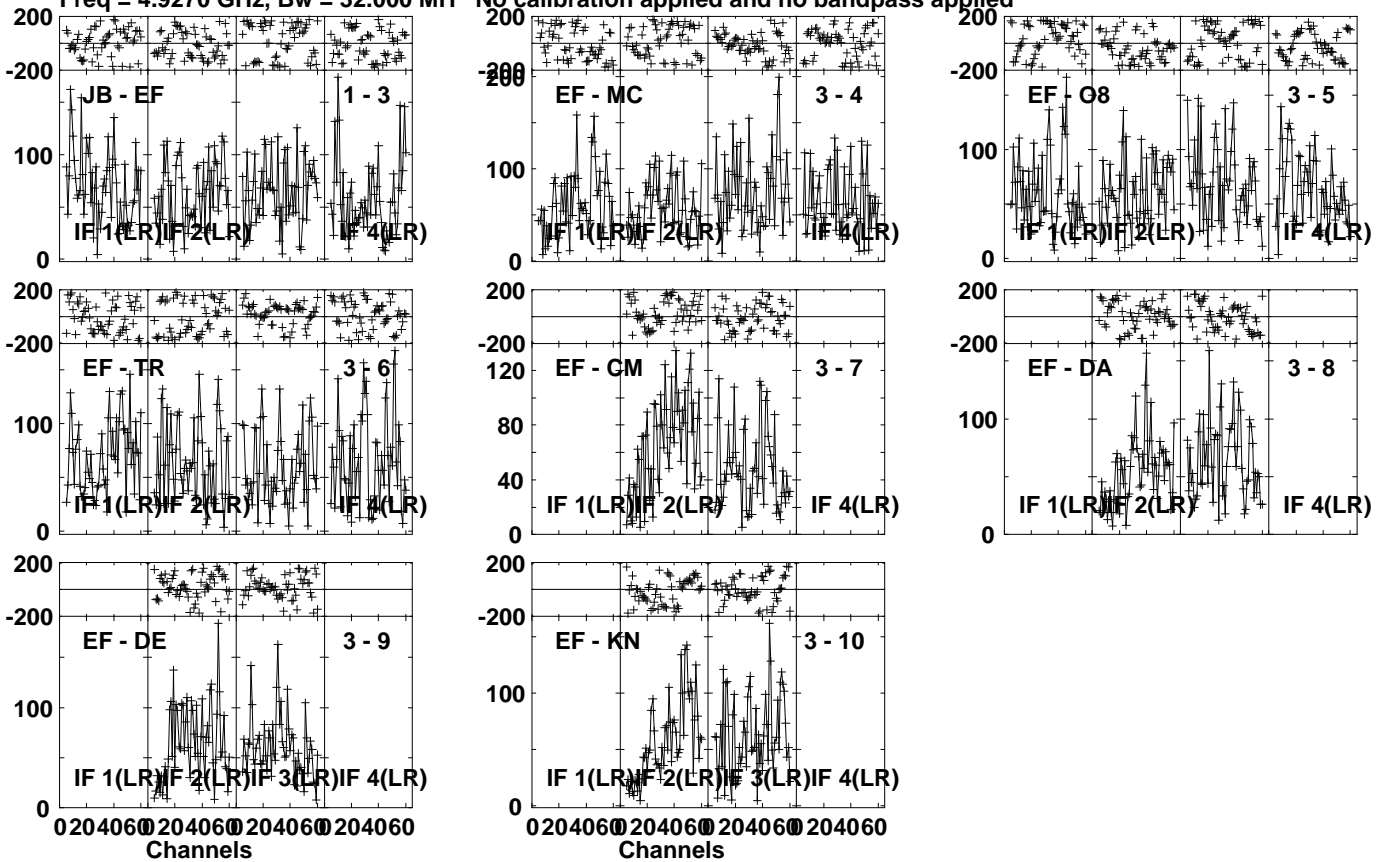 Freq = 4.9270 GHz, Bw = 32.000 MH No calibration applied and no bandpass applied
200
-200
JB - EF 1 - 3
100
IF 1(LR) IF 2(LR) IF 4(LR)
0
200
-200
200
EF - MC 3 - 4
150
100
50
IF 1(LR) IF 2(LR) IF 4(LR)
0
200
-200
EF - O8 3 - 5
100
IF 1(LR) IF 2(LR) IF 4(LR)
0
200
-200
EF - TR 3 - 6
100
IF 1(LR) IF 2(LR) IF 4(LR)
0
200
-200
EF - CM 3 - 7
120
80
40
IF 1(LR) IF 2(LR) IF 4(LR)
0
200
-200
EF - DA 3 - 8
100
IF 1(LR) IF 2(LR) IF 4(LR)
0
200
-200
EF - DE 3 - 9
100
IF 1(LR) IF 2(LR) IF 3(LR) IF 4(LR)
0
0 20 40 60 0 20 40 60 0 20 40 60 0 20 40 60
Channels
200
-200
EF - KN 3 - 10
100
IF 1(LR) IF 2(LR) IF 3(LR) IF 4(LR)
0
0 20 40 60 0 20 40 60 0 20 40 60 0 20 40 60
Channels